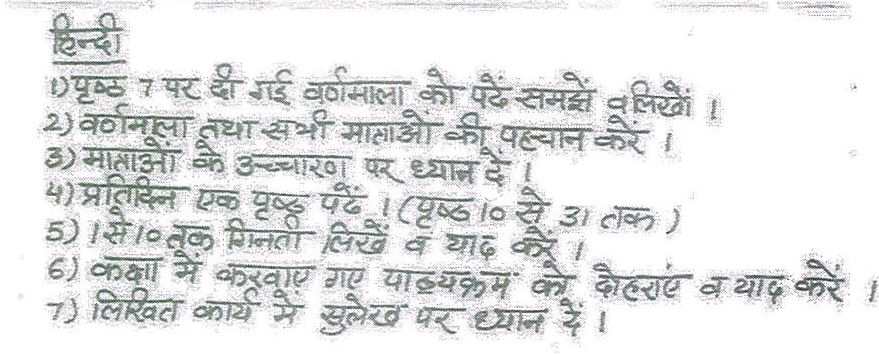 हिन्दी
1) पृष्ठ 7 पर दी गई वर्णमाला को पढें समझें व लिखें ।
2) वर्णमाला तथा सभी मात्राओं की पहचान करें ।
3) मात्राओं के उच्चारण पर ध्यान दें ।
4) प्रतिदिन एक पृष्ठ पढें । (पृष्ठ 10 से 31 तक )
5) 1 से 10 तक गिनती लिखें व याद करें ।
6) कक्षा में करवाए गए पाठ्यक्रम को दोहराएं व याद करें ।
7) लिखित कार्य में सुलेख पर ध्यान दें ।